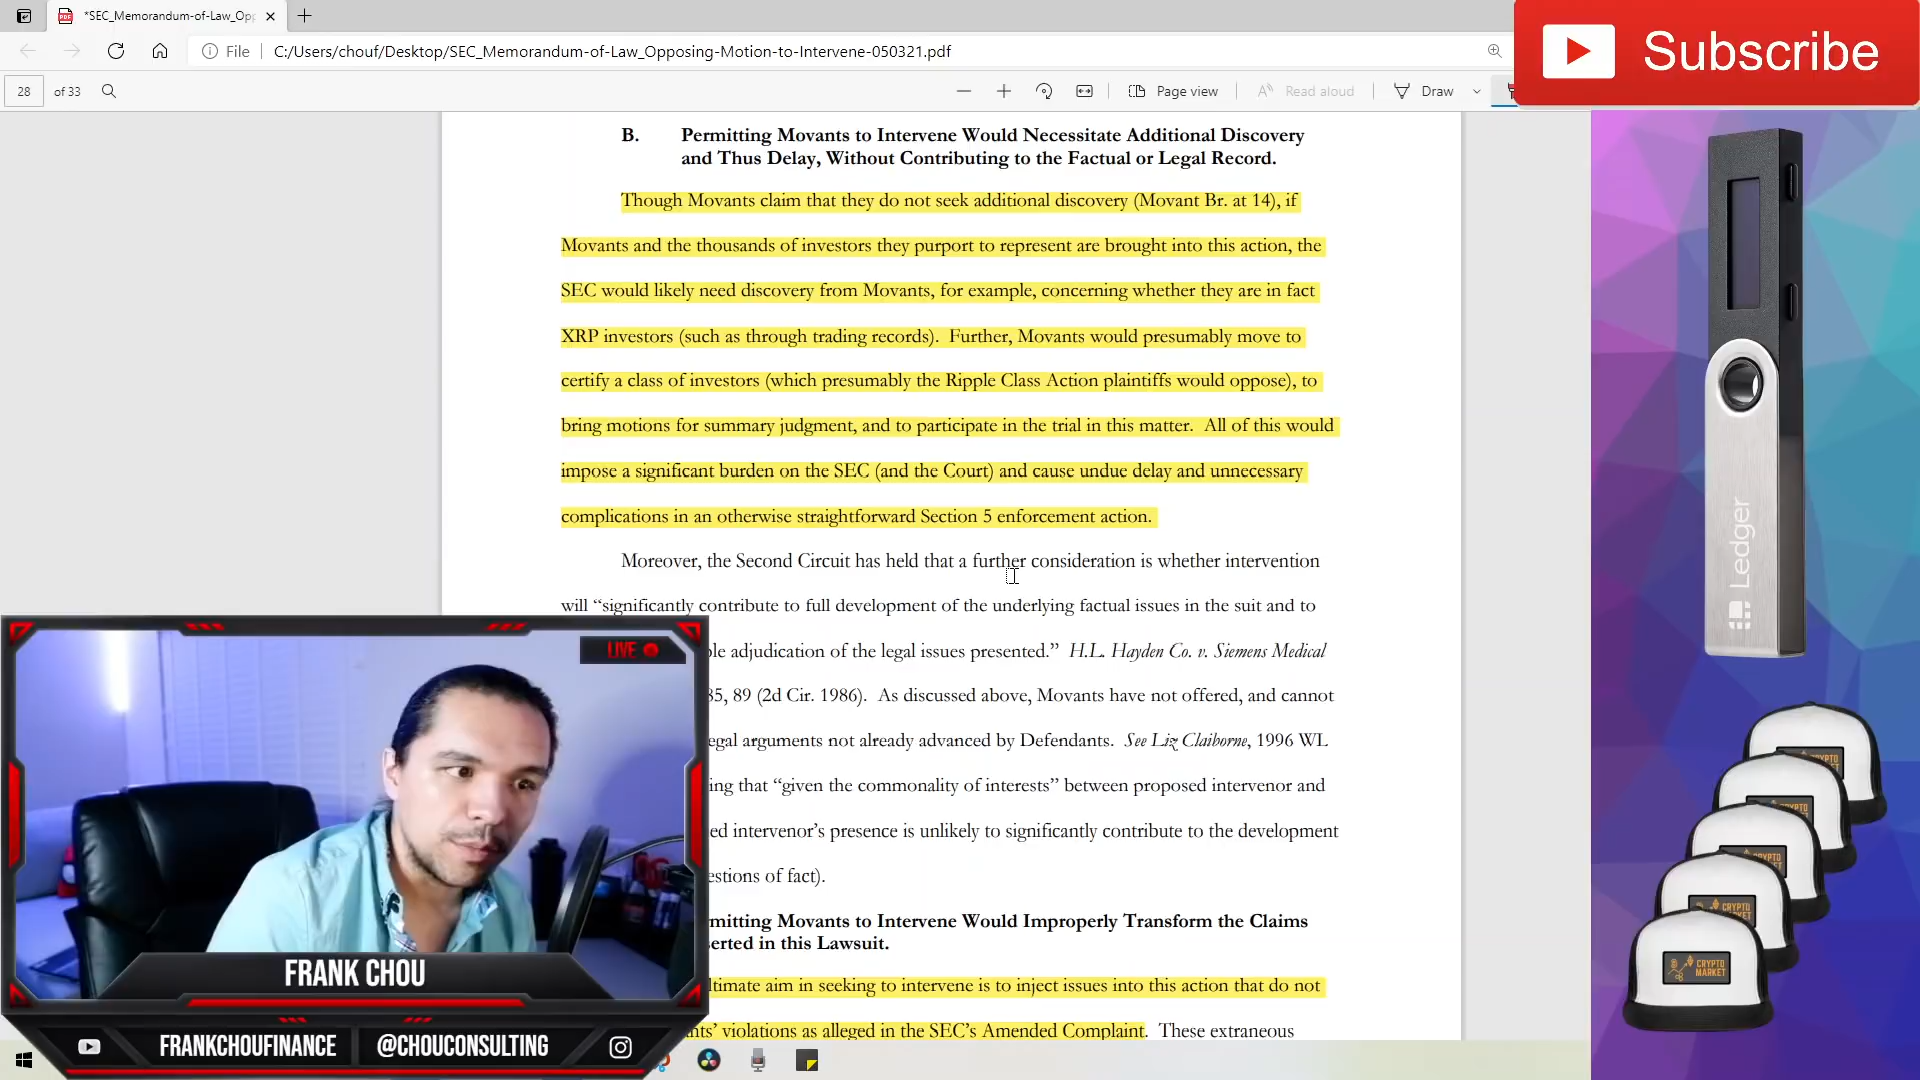 *SEC_Memorandum-of-Law_Op
File C:/Users/chouf/Desktop/SEC_Memorandum-of-Law_Opposing-Motion-to-Intervene-050321.pdf
28 of 33
Page view
Read aloud
Draw
Subscribe
B. Permitting Movants to Intervene Would Necessitate Additional Discovery
and Thus Delay, Without Contributing to the Factual or Legal Record.
Though Movants claim that they do not seek additional discovery (Movant Br. at 14), if
Movants and the thousands of investors they purport to represent are brought into this action, the
SEC would likely need discovery from Movants, for example, concerning whether they are in fact
XRP investors (such as through trading records). Further, Movants would presumably move to
certify a class of investors (which presumably the Ripple Class Action plaintiffs would oppose), to
bring motions for summary judgment, and to participate in the trial in this matter. All of this would
impose a significant burden on the SEC (and the Court) and cause undue delay and unnecessary
complications in an otherwise straightforward Section 5 enforcement action.
Moreover, the Second Circuit has held that a further consideration is whether intervention
will “significantly contribute to full development of the underlying factual issues in the suit and to
ble adjudication of the legal issues presented.” H.L. Hayden Co. v. Siemens Medical
85, 89 (2d Cir. 1986). As discussed above, Movants have not offered, and cannot
egal arguments not already advanced by Defendants. See Liz Claiborne, 1996 WL
ing that “given the commonality of interests” between proposed intervenor and
ed intervenor’s presence is unlikely to significantly contribute to the development
estions of fact).
mitting Movants to Intervene Would Improperly Transform the Claims
serted in this Lawsuit.
ltimate aim in seeking to intervene is to inject issues into this action that do not
nts’ violations as alleged in the SEC’s Amended Complaint. These extraneous
LIVE
FRANK CHOU
FRANKCHOUFINANCE
@CHOUCONSULTING
Ledger
CRYPTO
CRYPTO
CRYPTO
CRYPTO
MARKET